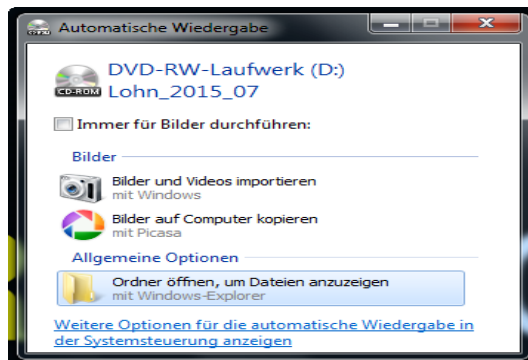 Automatische Wiedergabe
DVD-RW-Laufwerk (D:)
CD-ROM
Lohn_2015_07
Immer für Bilder durchführen:
Bilder
Bilder und Videos importieren
mit Windows
Bilder auf Computer kopieren
mit Picasa
Allgemeine Optionen
Ordner öffnen, um Dateien anzuzeigen
mit Windows-Explorer
Weitere Optionen für die automatische Wiedergabe in
der Systemsteuerung anzeigen